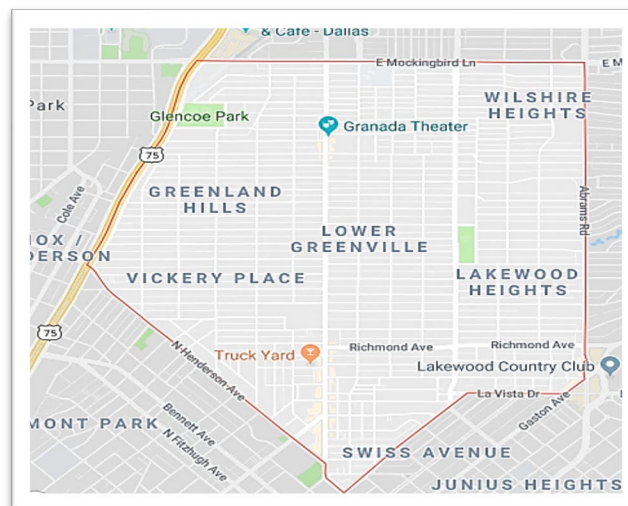 & Cafe - Dallas
E Mockingbird Ln
E M
Park
WILSHIRE
HEIGHTS
Glencoe Park
Granada Theater
75
GREENLAND
HILLS
Cole Ave
Abrams Rd
LOWER
GREENVILLE
NOX /
DERSON
VICKERY PLACE
LAKEWOOD
HEIGHTS
75
N Henderson Ave
Truck Yard
Richmond Ave
Richmond Ave
Lakewood Country Club
La Vista Dr
Gaston Ave
MONT PARK
Bennett Ave
N Fitzhugh Ave
SWISS AVENUE
JUNIUS HEIGHTS